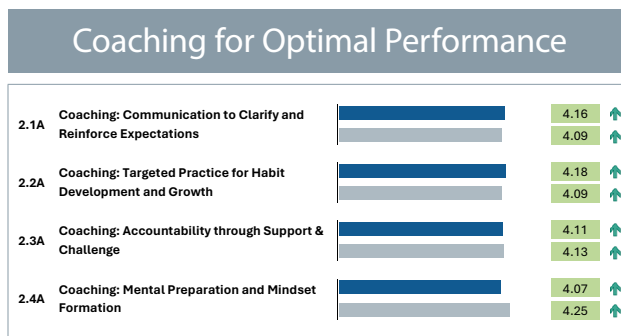 Coaching for Optimal Performance
2.1A Coaching: Communication to Clarify and
Reinforce Expectations
4.16
4.09
2.2A Coaching: Targeted Practice for Habit
Development and Growth
4.18
4.09
2.3A Coaching: Accountability through Support &
Challenge
4.11
4.13
2.4A Coaching: Mental Preparation and Mindset
Formation
4.07
4.25